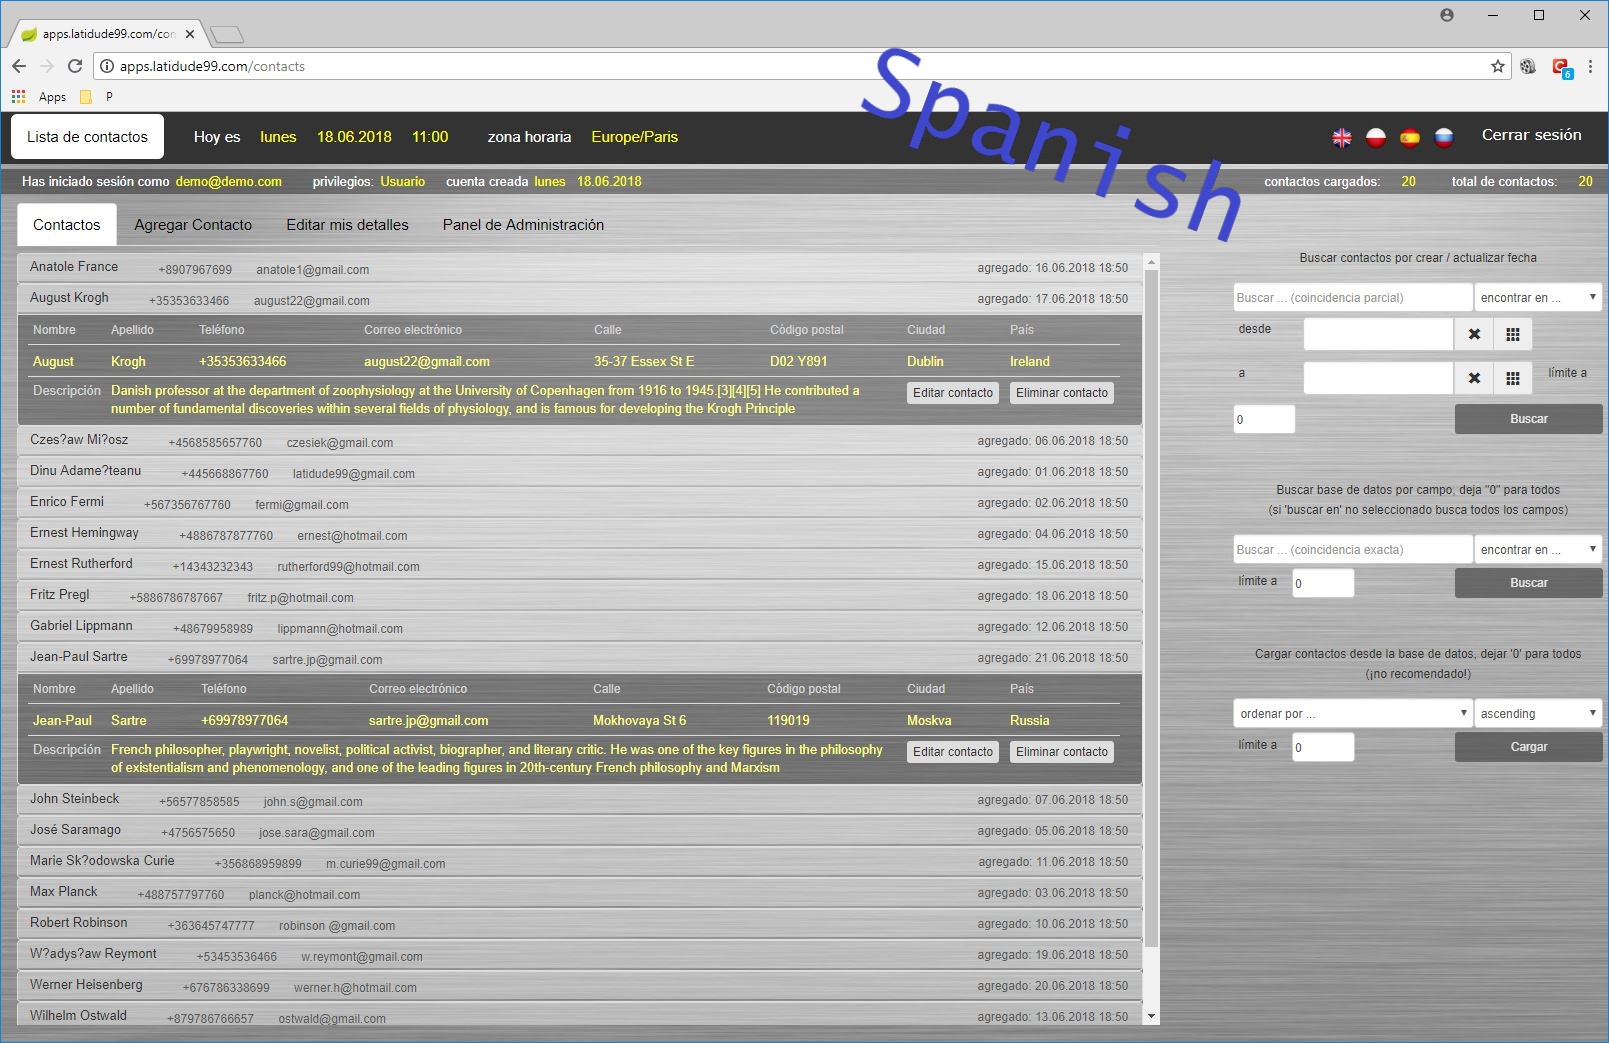 apps.latidude99.com/con
apps.latidude99.com/contacts
6
Apps P
Spanish
Lista de contactos Hoy es lunes 18.06.2018 11:00 zona horaria Europe/Paris Cerrar sesión
Has iniciado sesión como demo@demo.com privilegios: Usuario cuenta creada lunes 18.06.2018 contactos cargados: 20 total de contactos: 20
Contactos Agregar Contacto Editar mis detalles Panel de Administración
Anatole France +8907967699 anatole1@gmail.com agregado: 16.06.2018 18:50
August Krogh +35353633466 august22@gmail.com agregado: 17.06.2018 18:50
Nombre Apellido Teléfono Correo electrónico Calle Código postal Ciudad País
August Krogh +35353633466 august22@gmail.com 35-37 Essex St E D02 Y891 Dublin Ireland
Descripción Danish professor at the department of zoophysiology at the University of Copenhagen from 1916 to 1945.[3][4][5] He contributed a
number of fundamental discoveries within several fields of physiology, and is famous for developing the Krogh Principle
Editar contacto Eliminar contacto
Czes?aw Mi?osz +4568585657760 czesiek@gmail.com agregado: 06.06.2018 18:50
Dinu Adame?teanu +445668867760 latidude99@gmail.com agregado: 01.06.2018 18:50
Enrico Fermi +567356767760 fermi@gmail.com agregado: 02.06.2018 18:50
Ernest Hemingway +4886787877760 ernest@hotmail.com agregado: 04.06.2018 18:50
Ernest Rutherford +14343232343 rutherford99@hotmail.com agregado: 15.06.2018 18:50
Fritz Pregl +5886786787667 fritz.p@hotmail.com agregado: 18.06.2018 18:50
Gabriel Lippmann +48679958989 lippmann@hotmail.com agregado: 12.06.2018 18:50
Jean-Paul Sartre +69978977064 sartre.jp@gmail.com agregado: 21.06.2018 18:50
Nombre Apellido Teléfono Correo electrónico Calle Código postal Ciudad País
Jean-Paul Sartre +69978977064 sartre.jp@gmail.com Mokhovaya St 6 119019 Moskva Russia
Descripción French philosopher, playwright, novelist, political activist, biographer, and literary critic. He was one of the key figures in the philosophy
of existentialism and phenomenology, and one of the leading figures in 20th-century French philosophy and Marxism
Editar contacto Eliminar contacto
John Steinbeck +56577858585 john.s@gmail.com agregado: 07.06.2018 18:50
José Saramago +4756575650 jose.sara@gmail.com agregado: 05.06.2018 18:50
Marie Sk?odowska Curie +356868959899 m.curie99@gmail.com agregado: 11.06.2018 18:50
Max Planck +488757797760 planck@hotmail.com agregado: 03.06.2018 18:50
Robert Robinson +363645747777 robinson @gmail.com agregado: 10.06.2018 18:50
W?adys?aw Reymont +53453536466 w.reymont@gmail.com agregado: 19.06.2018 18:50
Werner Heisenberg +676786338699 werner.h@hotmail.com agregado: 20.06.2018 18:50
Wilhelm Ostwald +879786766657 ostwald@gmail.com agregado: 13.06.2018 18:50
Buscar contactos por crear / actualizar fecha
Buscar ... (coincidencia parcial) encontrar en ...
desde
a límite a
0 Buscar
Buscar base de datos por campo, deja "0" para todos
(si 'buscar en' no seleccionado busca todos los campos)
Buscar ... (coincidencia exacta) encontrar en ...
límite a 0 Buscar
Cargar contactos desde la base de datos, dejar '0' para todos
(¡no recomendado!)
ordenar por ... ascending
límite a 0 Cargar